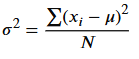 σ² = ∑(xᵢ − μ)² / N